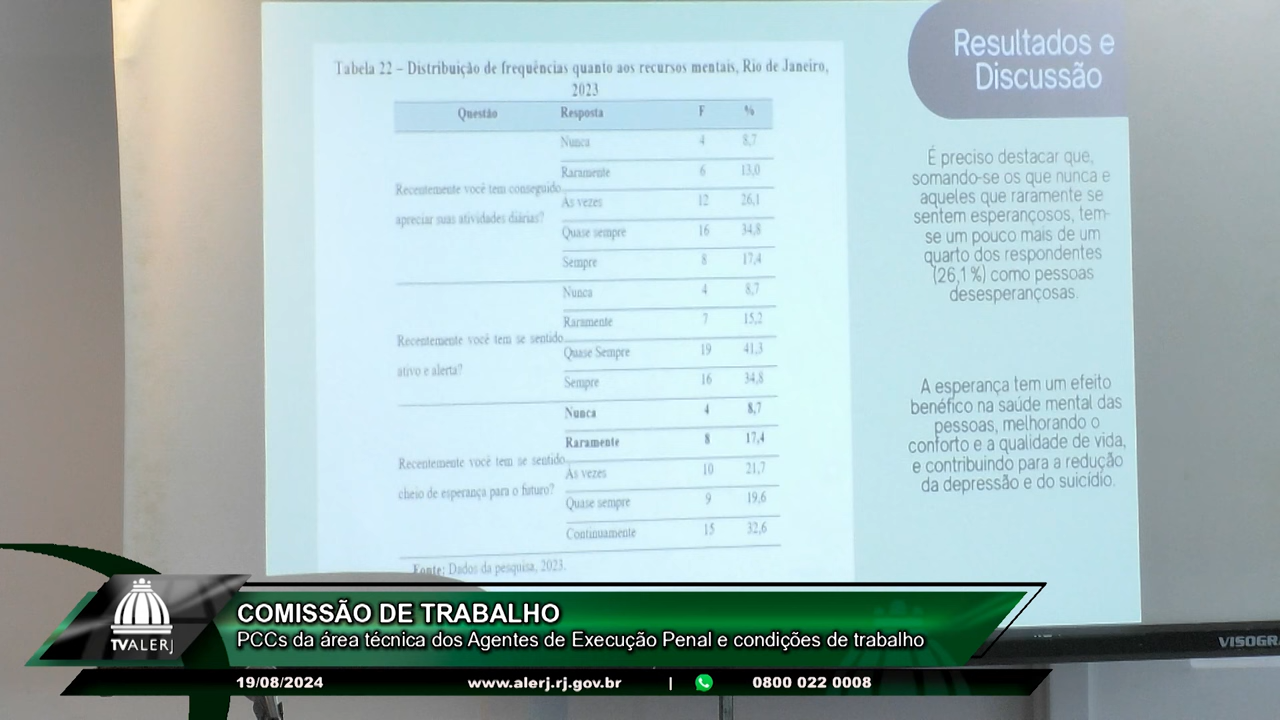 Tabela 22 – Distribuição de frequências quanto aos recursos mentais, Rio de Janeiro,
2023
Questão Resposta F %
Nunca 4 8,7
Raramente 6 13,0
Recentemente você tem conseguido
Às vezes 12 26,1
apreciar suas atividades diárias?
Quase sempre 16 34,8
Sempre 8 17,4
Nunca 4 8,7
Raramente 7 15,2
Recentemente você tem se sentido
Quase Sempre 19 41,3
ativo e alerta?
Sempre 16 34,8
Nunca 4 8,7
Raramente 8 17,4
Recentemente você tem se sentido
Às vezes 10 21,7
cheio de esperança para o futuro?
Quase sempre 9 19,6
Continuamente 15 32,6
Fonte: Dados da pesquisa, 2023.
Resultados e
Discussão
É preciso destacar que,
somando-se os que nunca e
aqueles que raramente se
sentem esperançosos, tem-
se um pouco mais de um
quarto dos respondentes
(26,1 %) como pessoas
desesperançosas.
A esperança tem um efeito
benéfico na saúde mental das
pessoas, melhorando o
conforto e a qualidade de vida,
e contribuindo para a redução
da depressão e do suicídio.
VISOGRA
TVALERJ
COMISSÃO DE TRABALHO
PCCs da área técnica dos Agentes de Execução Penal e condições de trabalho
19/08/2024 www.alerj.rj.gov.br | 0800 022 0008